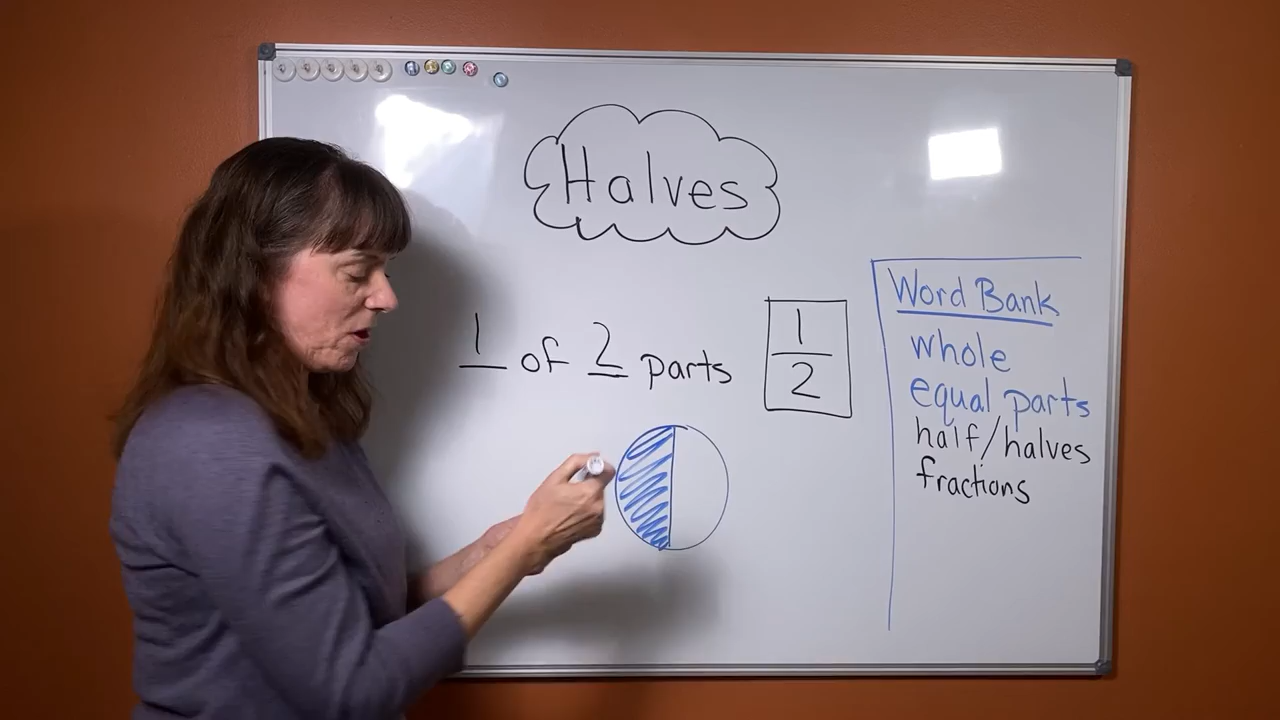 Halves
1 of 2 parts
1
2
Word Bank
whole
equal parts
half/halves
fractions